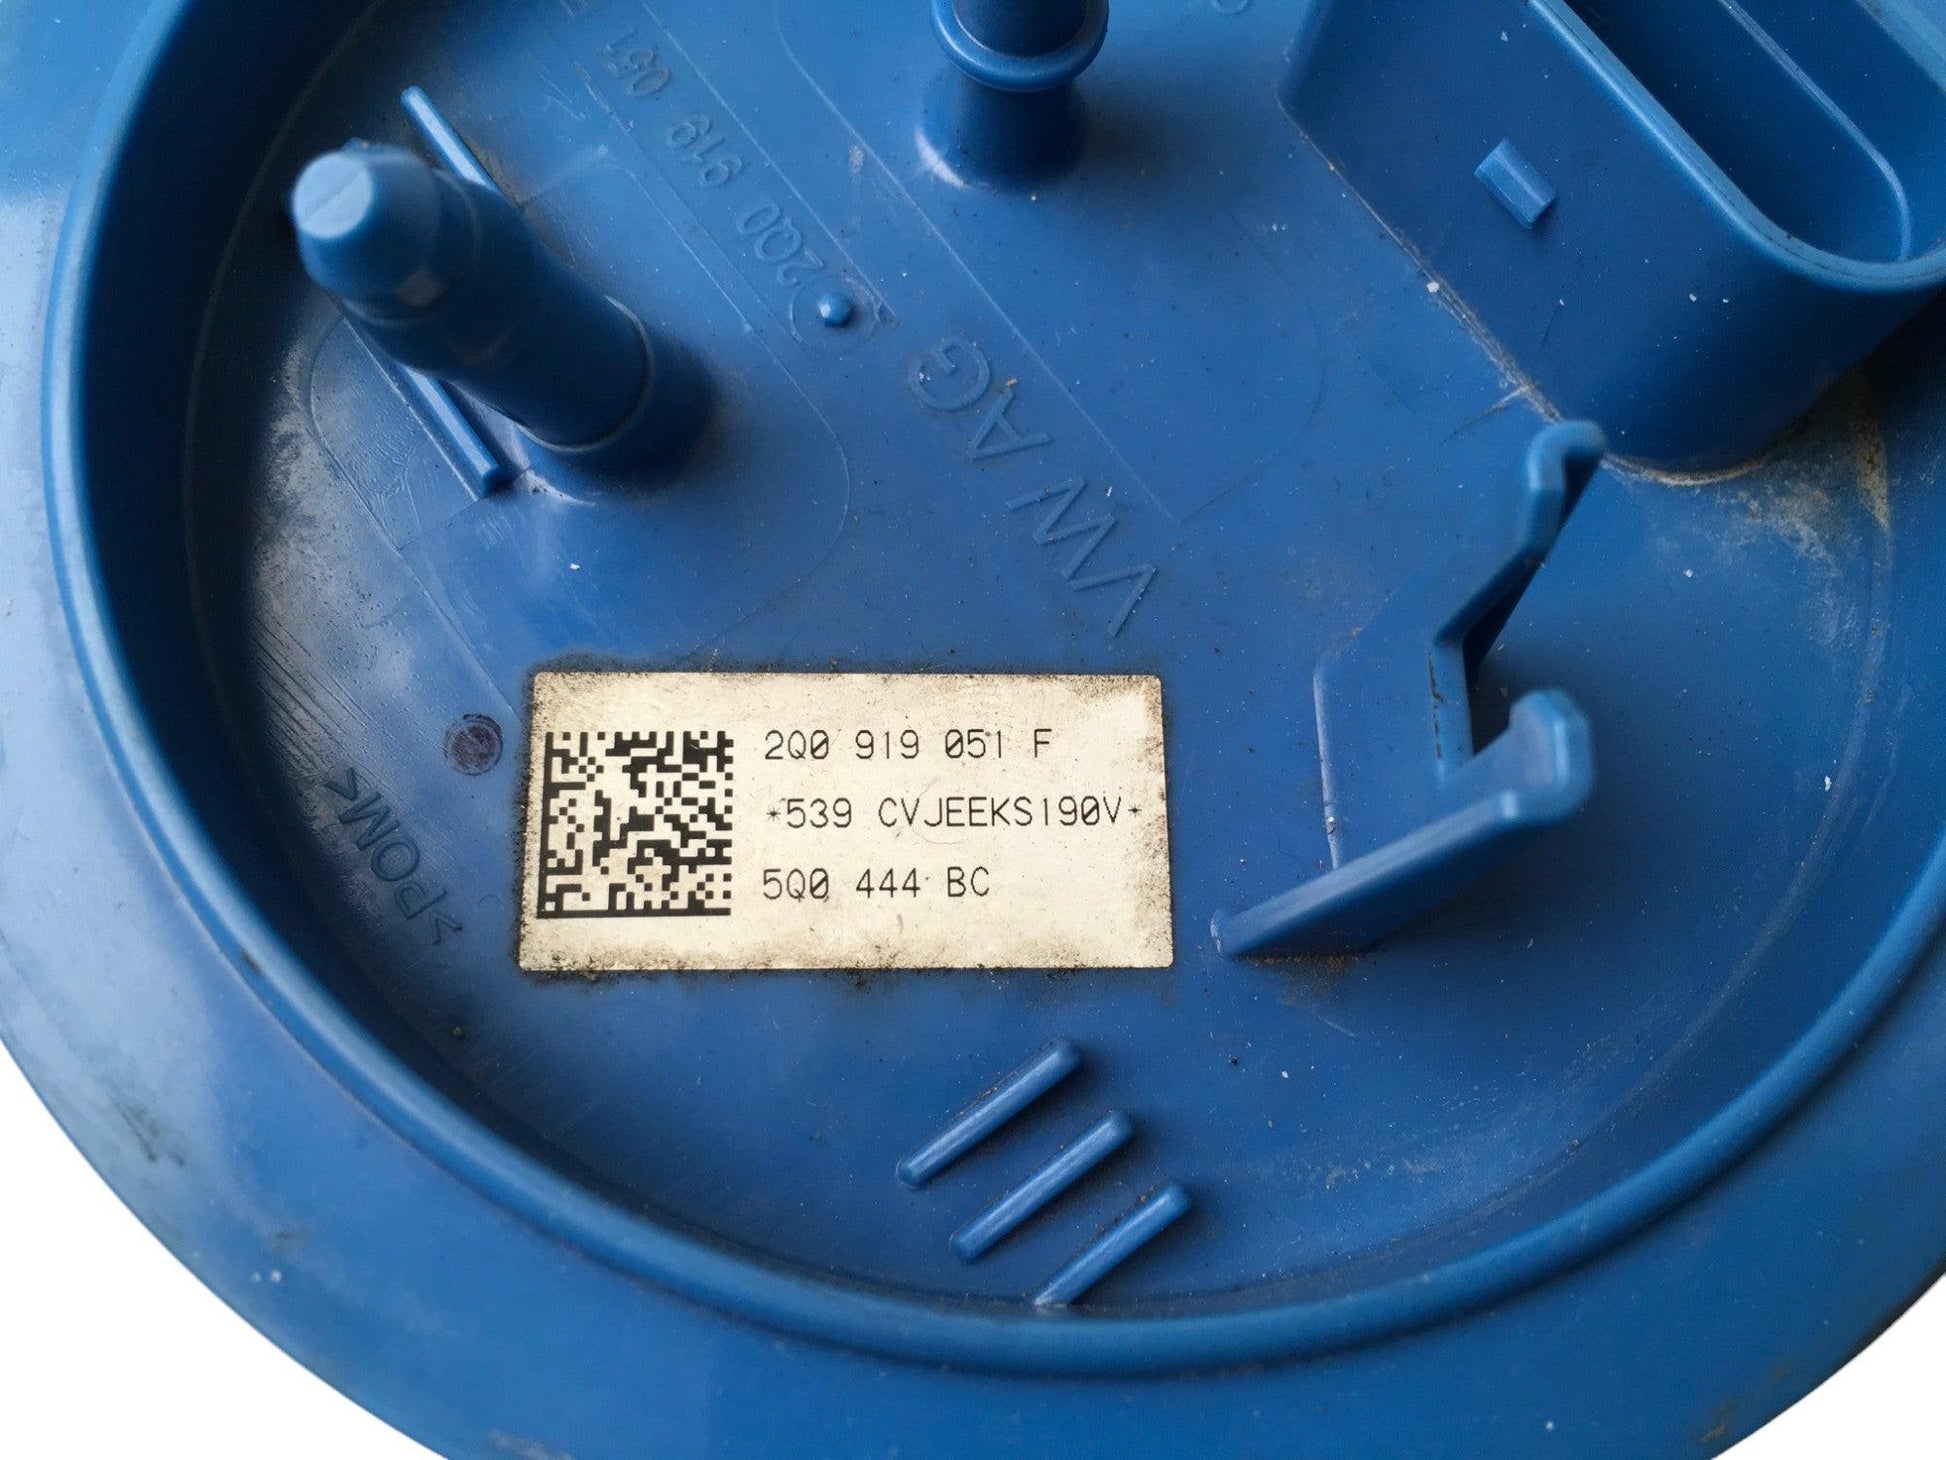 2Q0 919 051 F
VW AG
2Q0 919 051 F
*539 CVJEEKS190V*
5Q0 444 BC
>POM<